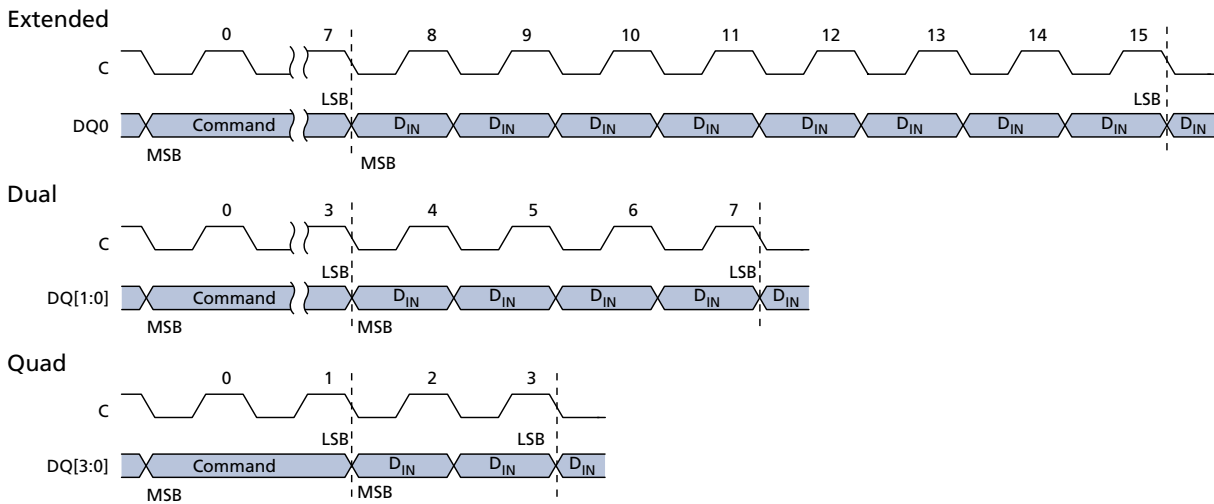 Extended
0 7 8 9 10 11 12 13 14 15
C
LSB LSB
DQ0 Command DIN DIN DIN DIN DIN DIN DIN DIN DIN
MSB MSB
Dual
0 3 4 5 6 7
C
LSB LSB
DQ[1:0] Command DIN DIN DIN DIN DIN
MSB MSB
Quad
0 1 2 3
C
LSB LSB
DQ[3:0] Command DIN DIN DIN
MSB MSB